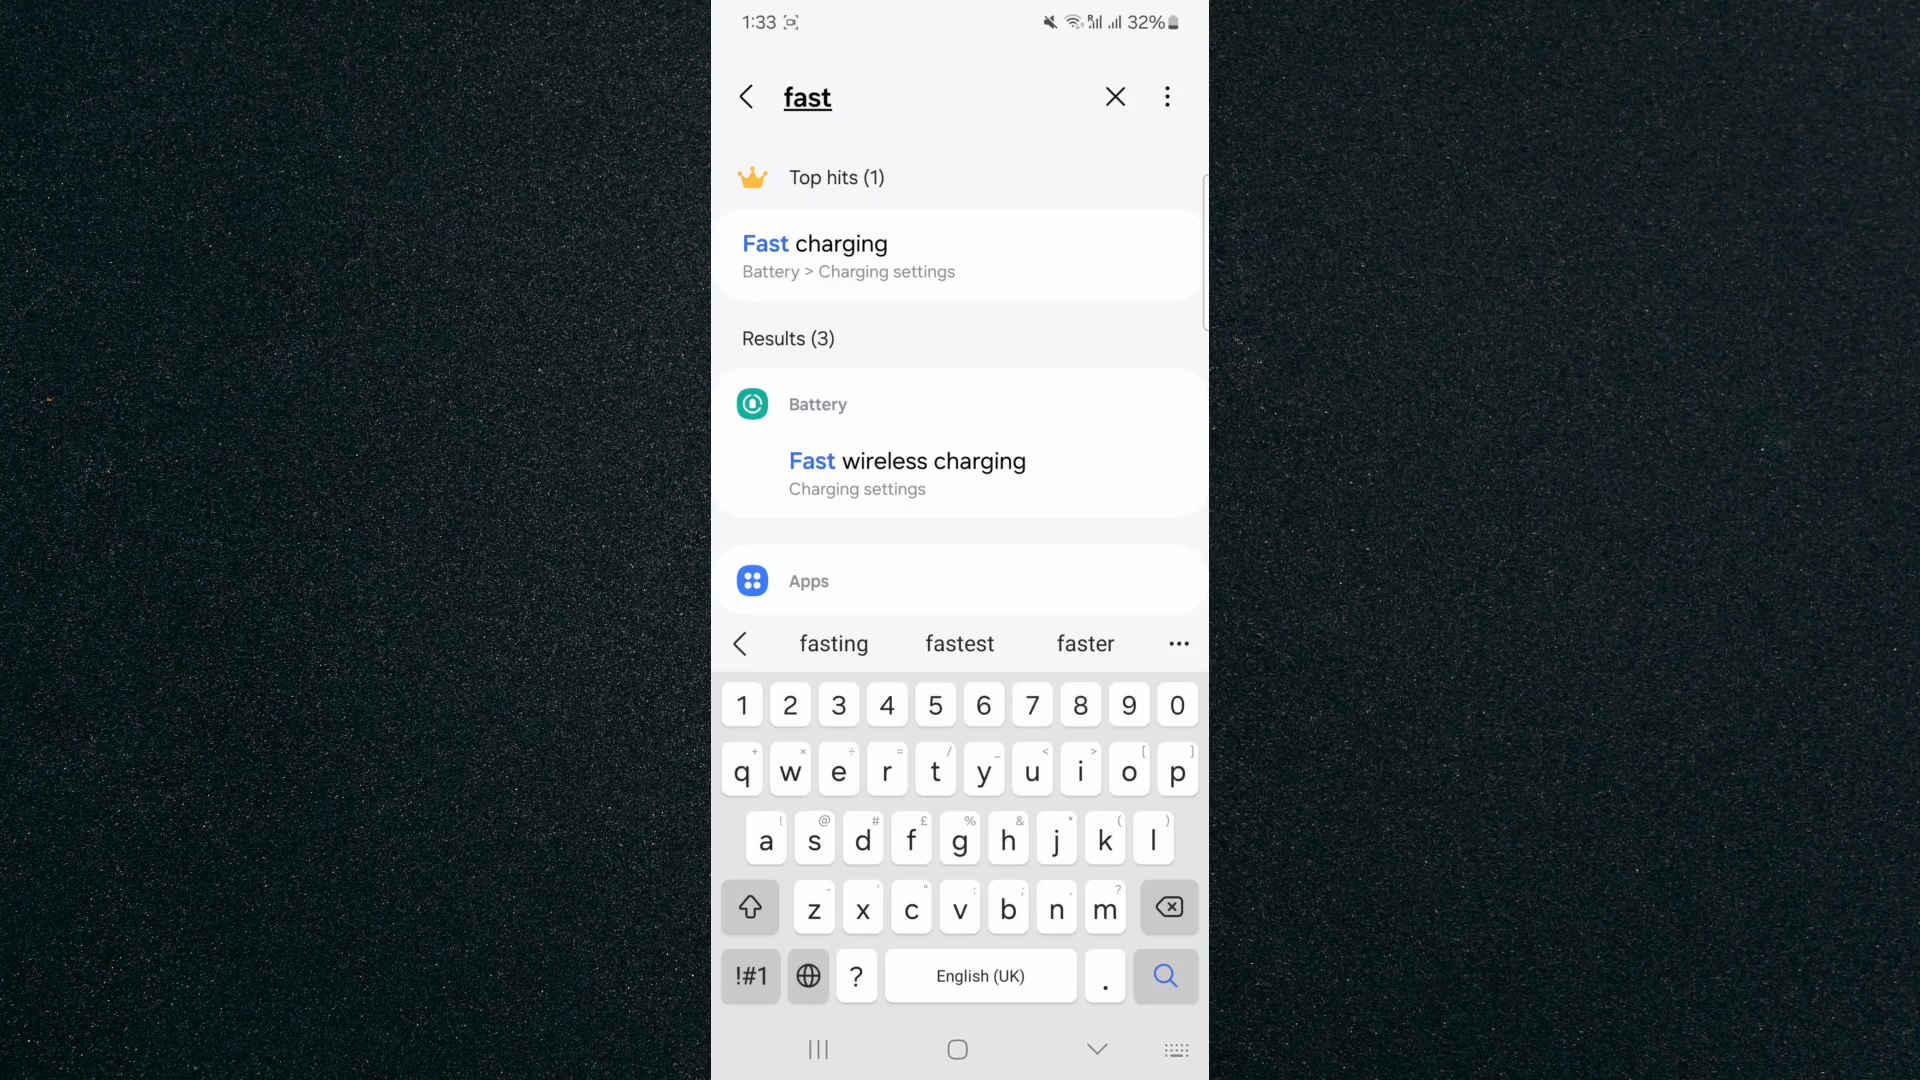 1:33 32%
fast
Top hits (1)
Fast charging
Battery > Charging settings
Results (3)
Battery
Fast wireless charging
Charging settings
Apps
fasting fastest faster ...
1 2 3 4 5 6 7 8 9 0
+ × ÷ = / _ < > [ ]
q w e r t y u i o p
! @ # £ % & * ( )
a s d f g h j k l
- ' " : ; , ?
z x c v b n m
!#1 ? English (UK) .